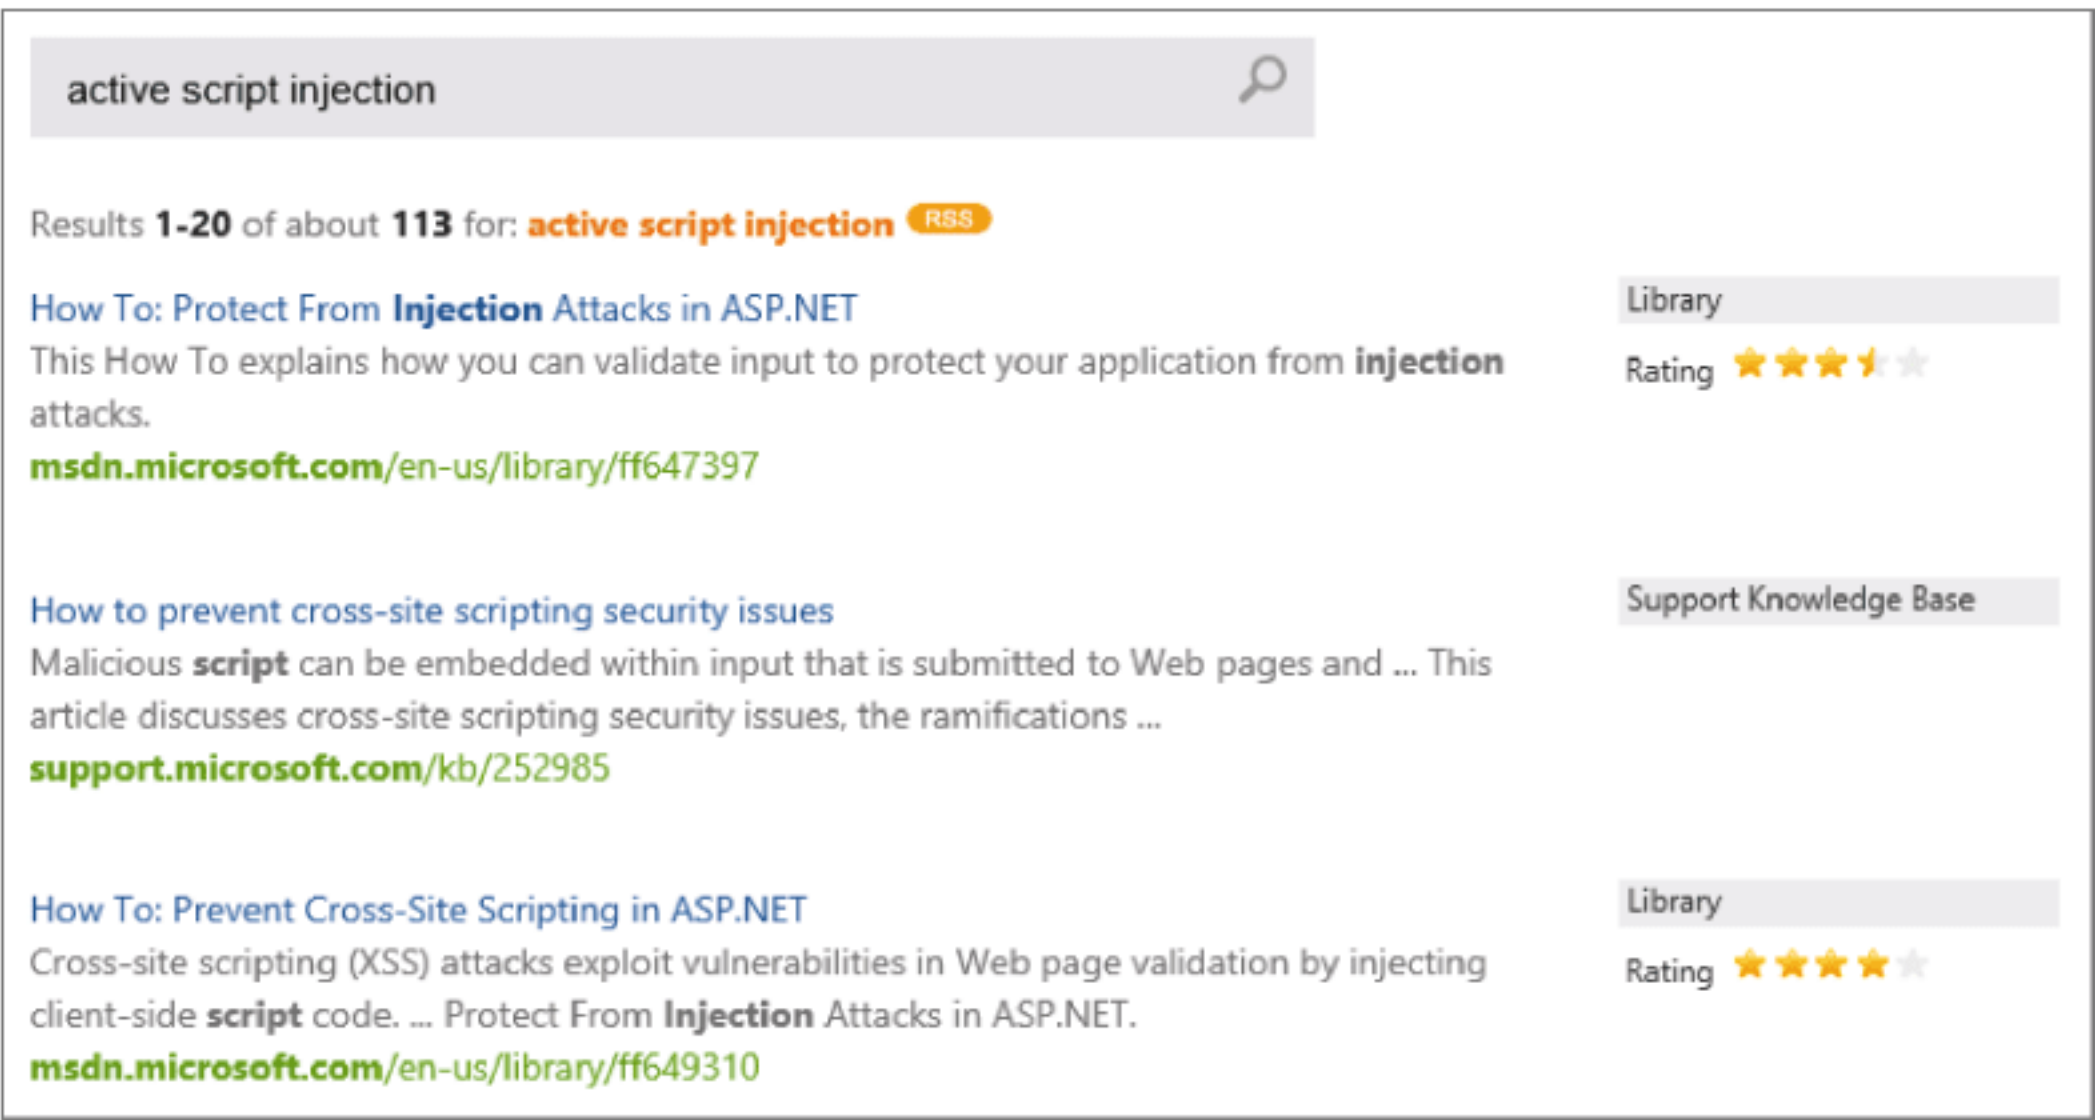 active script injection
Results 1-20 of about 113 for: active script injection RSS
How To: Protect From Injection Attacks in ASP.NET
This How To explains how you can validate input to protect your application from injection
attacks.
msdn.microsoft.com/en-us/library/ff647397
Library
Rating
How to prevent cross-site scripting security issues
Malicious script can be embedded within input that is submitted to Web pages and ... This
article discusses cross-site scripting security issues, the ramifications ...
support.microsoft.com/kb/252985
Support Knowledge Base
How To: Prevent Cross-Site Scripting in ASP.NET
Cross-site scripting (XSS) attacks exploit vulnerabilities in Web page validation by injecting
client-side script code. ... Protect From Injection Attacks in ASP.NET.
msdn.microsoft.com/en-us/library/ff649310
Library
Rating